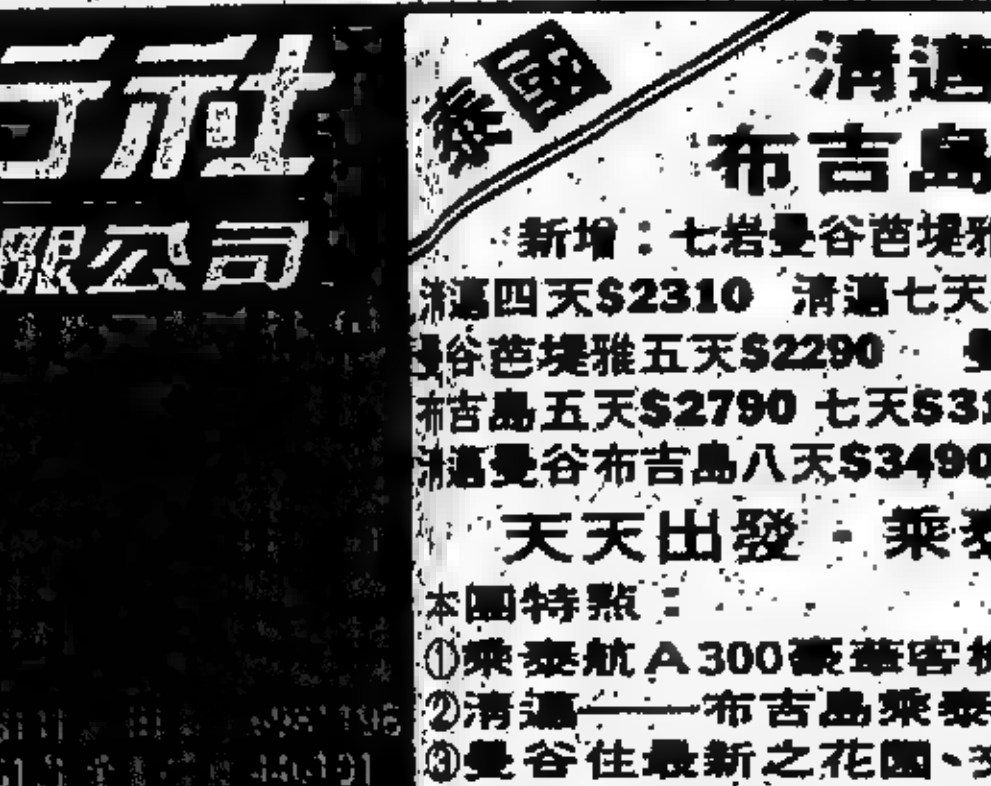 行社
限公司
泰國
清邁
布吉島
新增：七岩曼谷芭堤雅
清邁四天$2310 清邁七天
曼谷芭堤雅五天$2290
布吉島五天$2790 七天$31
清邁曼谷布吉島八天$3490
天天出發·乘泰
本團特點：
①乘泰航A300豪華客機
②清邁——布吉島乘泰
③曼谷住最新之花園、